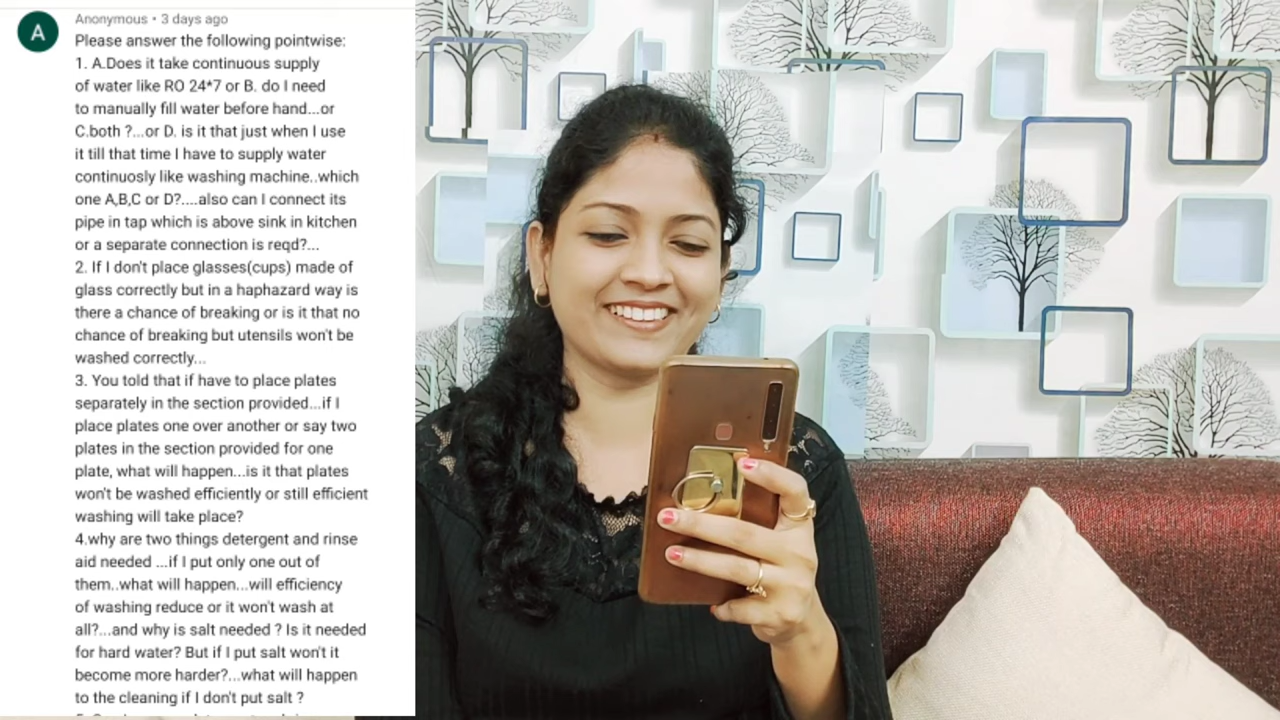 A
Anonymous • 3 days ago
Please answer the following pointwise:
1. A.Does it take continuous supply
of water like RO 24*7 or B. do I need
to manually fill water before hand...or
C.both ?...or D. is it that just when I use
it till that time I have to supply water
continuosly like washing machine..which
one A,B,C or D?....also can I connect its
pipe in tap which is above sink in kitchen
or a separate connection is reqd?...
2. If I don't place glasses(cups) made of
glass correctly but in a haphazard way is
there a chance of breaking or is it that no
chance of breaking but utensils won't be
washed correctly...
3. You told that if have to place plates
separately in the section provided...if I
place plates one over another or say two
plates in the section provided for one
plate, what will happen...is it that plates
won't be washed efficiently or still efficient
washing will take place?
4.why are two things detergent and rinse
aid needed ...if I put only one out of
them..what will happen...will efficiency
of washing reduce or it won't wash at
all?...and why is salt needed ? Is it needed
for hard water? But if I put salt won't it
become more harder?...what will happen
to the cleaning if I don't put salt ?